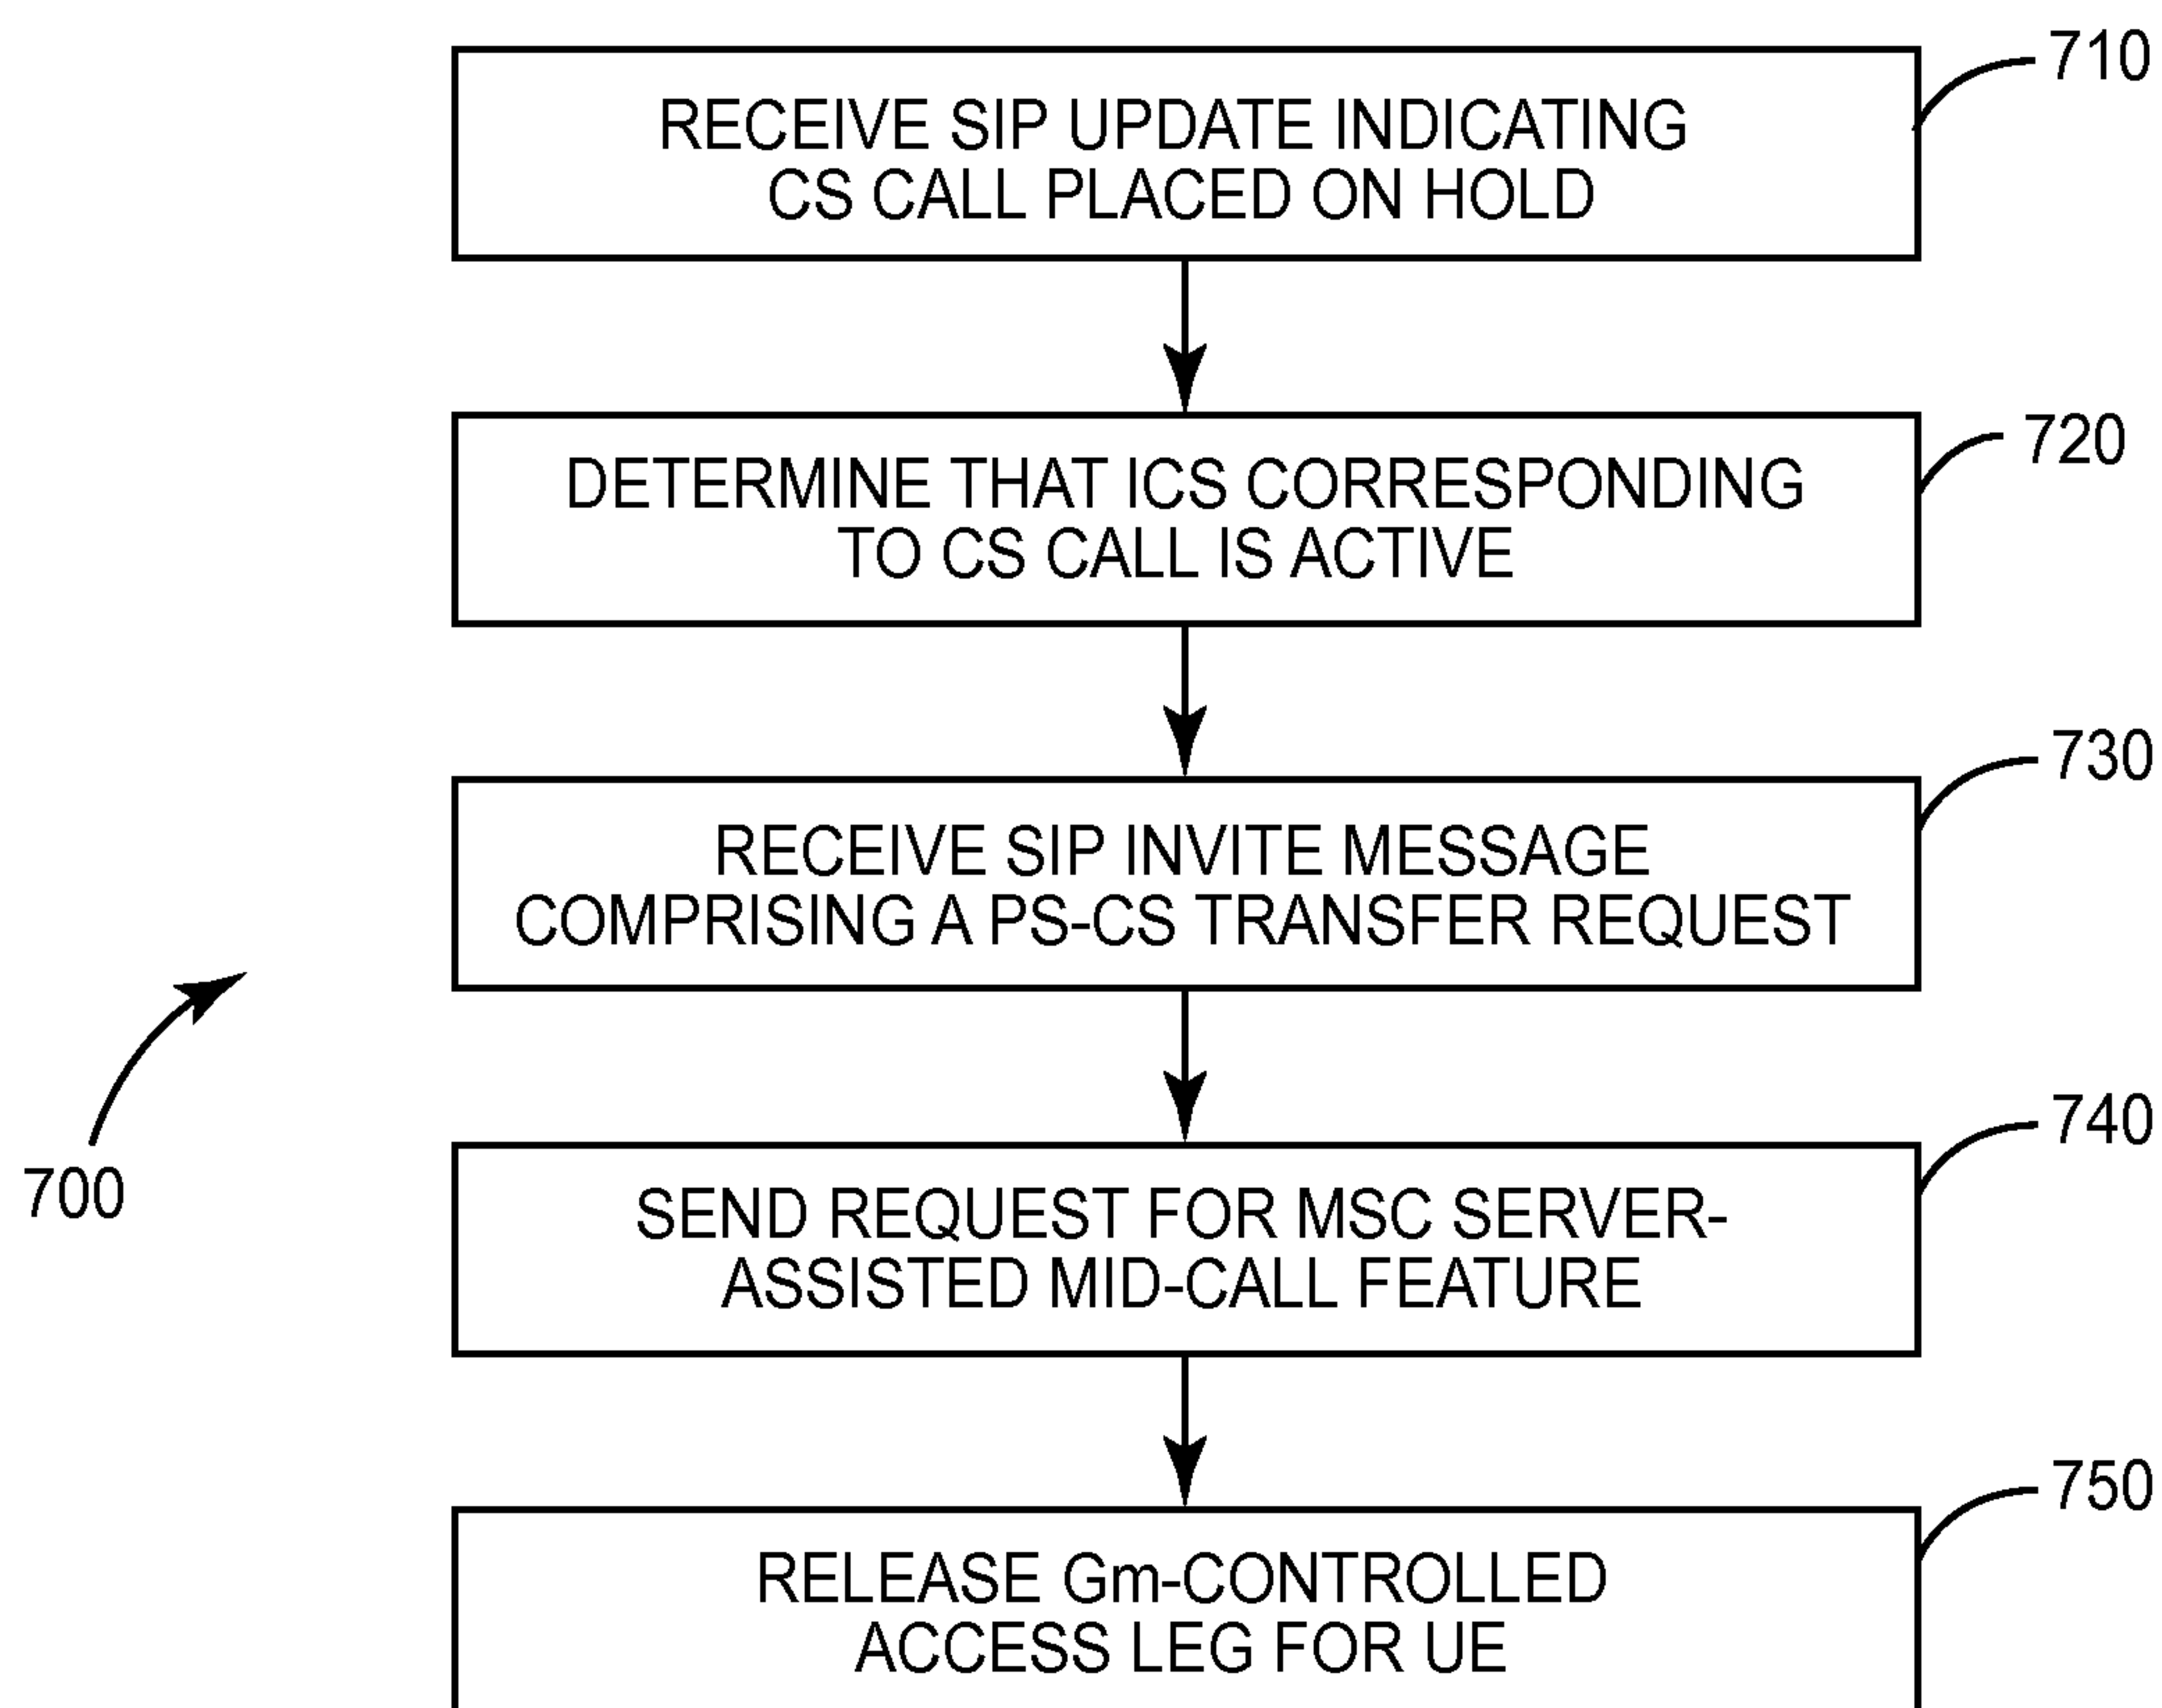 710
RECEIVE SIP UPDATE INDICATING
CS CALL PLACED ON HOLD
720
DETERMINE THAT ICS CORRESPONDING
TO CS CALL IS ACTIVE
730
RECEIVE SIP INVITE MESSAGE
COMPRISING A PS-CS TRANSFER REQUEST
700
740
SEND REQUEST FOR MSC SERVER-
ASSISTED MID-CALL FEATURE
750
RELEASE Gm-CONTROLLED
ACCESS LEG FOR UE